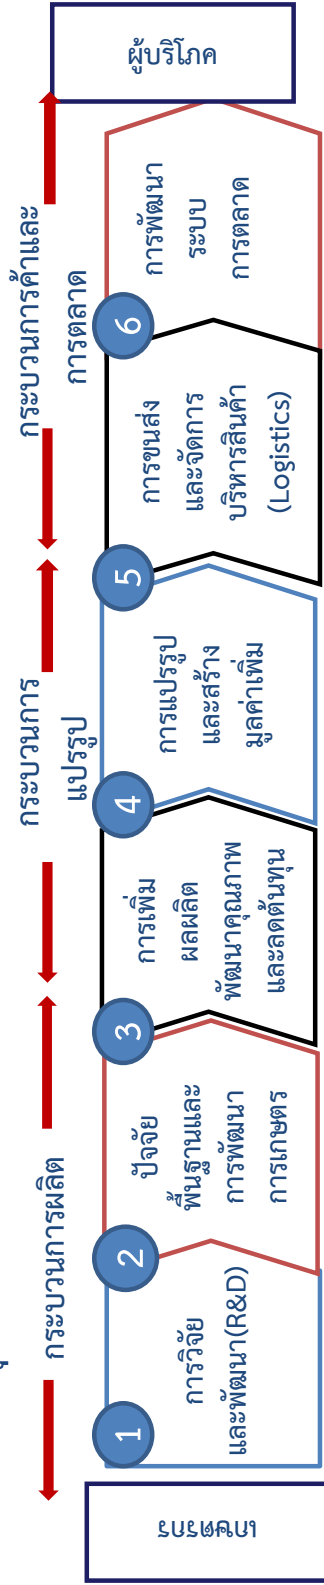 กระบวนการผลิต
กระบวนการ
แปรรูป
กระบวนการค้าและ
การตลาด
เกษตรกร
1
การวิจัย
และพัฒนา(R&D)
2
ปัจจัย
พื้นฐานและ
การพัฒนา
การเกษตร
3
การเพิ่ม
ผลผลิต
พัฒนาคุณภาพ
และลดต้นทุน
4
การแปรรูป
และสร้าง
มูลค่าเพิ่ม
5
การขนส่ง
และจัดการ
บริหารสินค้า
(Logistics)
6
การพัฒนา
ระบบ
การตลาด
ผู้บริโภค